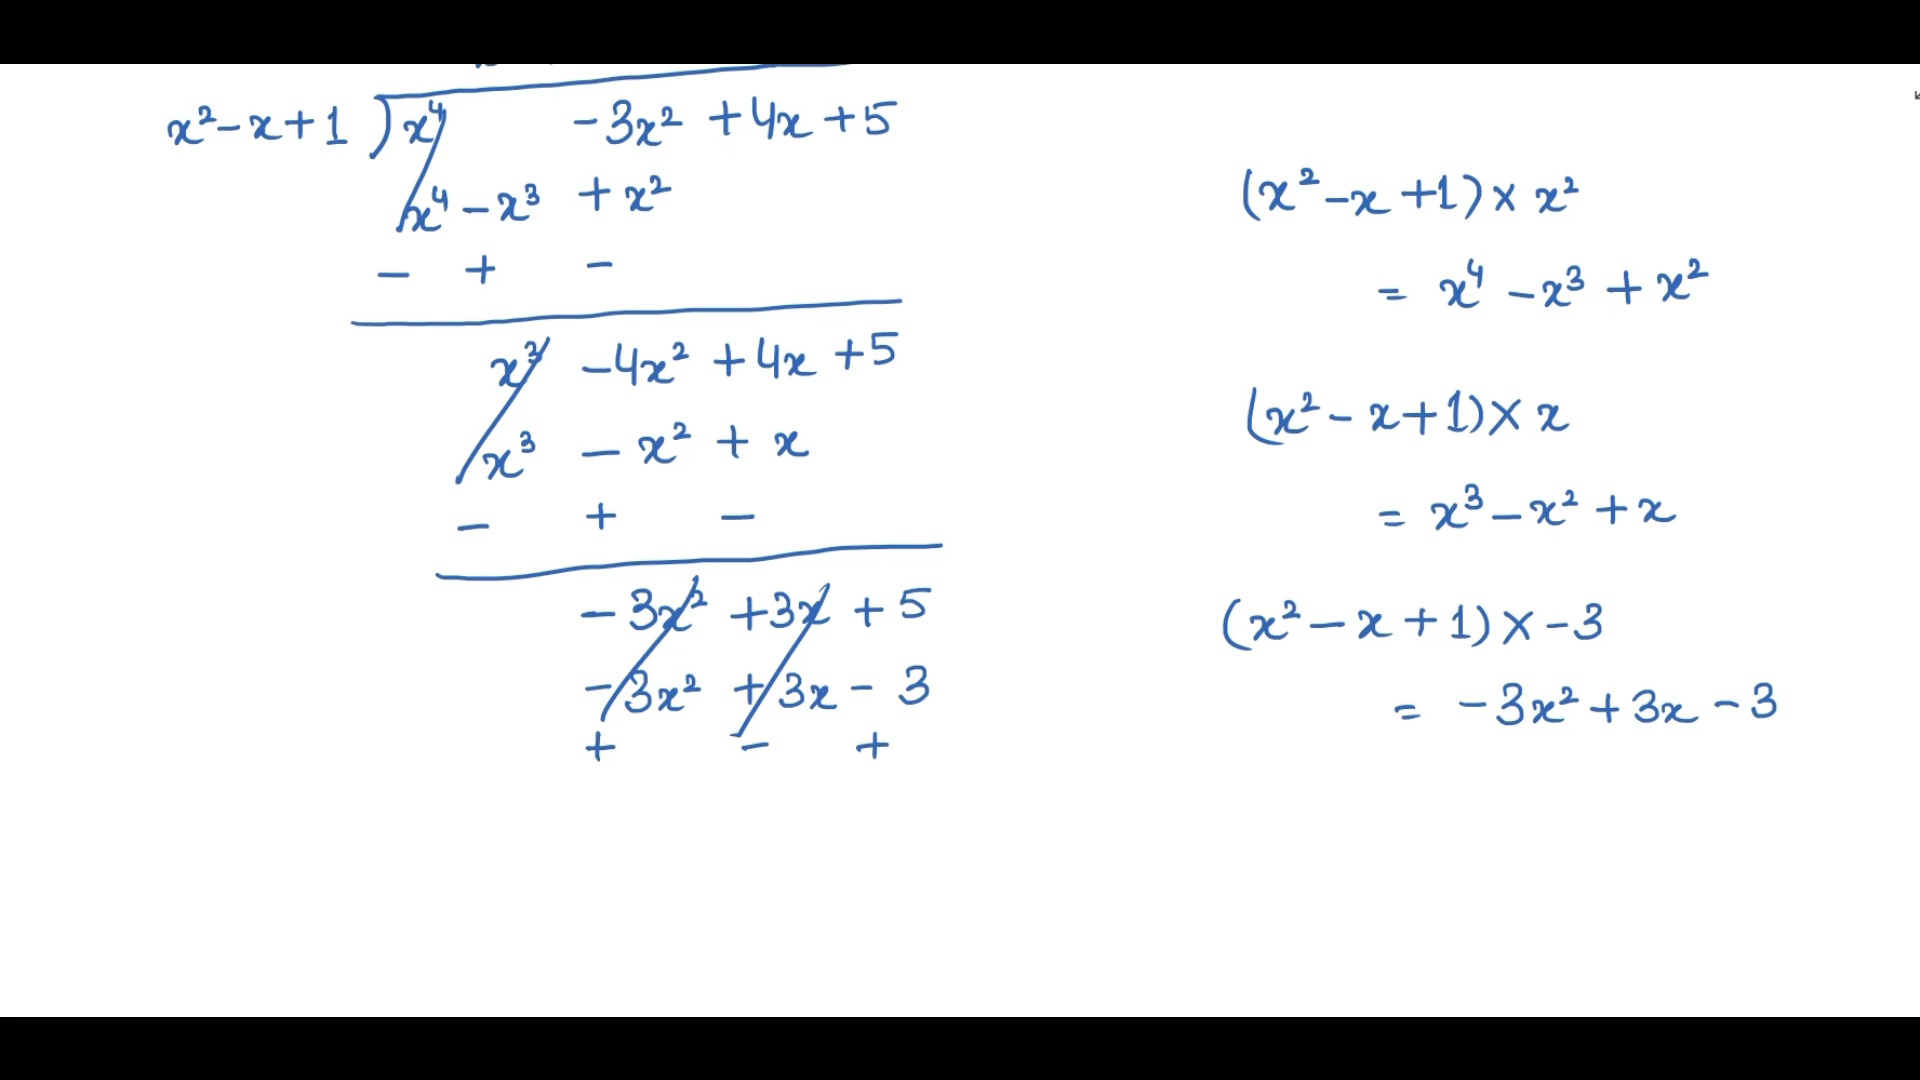 x² - x + 1 ) x⁴ - 3x² + 4x + 5
x⁴ - x³ + x²
- + -
x³ - 4x² + 4x + 5
x³ - x² + x
- + -
- 3x² + 3x + 5
- 3x² + 3x - 3
+ - +
(x² - x + 1) × x²
= x⁴ - x³ + x²
(x² - x + 1) × x
= x³ - x² + x
(x² - x + 1) × -3
= -3x² + 3x - 3